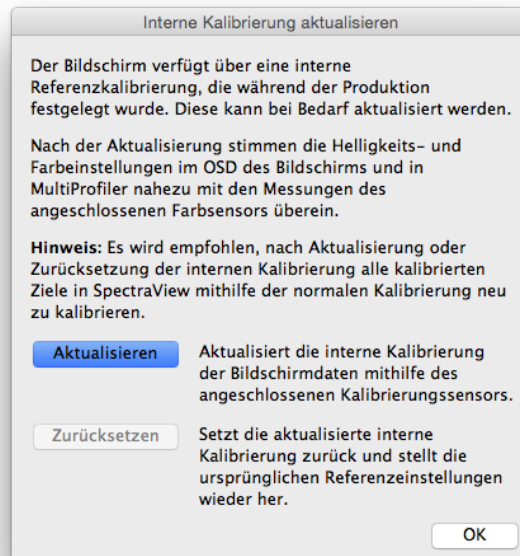 Interne Kalibrierung aktualisieren
Der Bildschirm verfügt über eine interne
Referenzkalibrierung, die während der Produktion
festgelegt wurde. Diese kann bei Bedarf aktualisiert werden.
Nach der Aktualisierung stimmen die Helligkeits- und
Farbeinstellungen im OSD des Bildschirms und in
MultiProfiler nahezu mit den Messungen des
angeschlossenen Farbsensors überein.
Hinweis: Es wird empfohlen, nach Aktualisierung oder
Zurücksetzung der internen Kalibrierung alle kalibrierten
Ziele in SpectraView mithilfe der normalen Kalibrierung neu
zu kalibrieren.
Aktualisieren
Aktualisiert die interne Kalibrierung
der Bildschirmdaten mithilfe des
angeschlossenen Kalibrierungssensors.
Zurücksetzen
Setzt die aktualisierte interne
Kalibrierung zurück und stellt die
ursprünglichen Referenzeinstellungen
wieder her.
OK